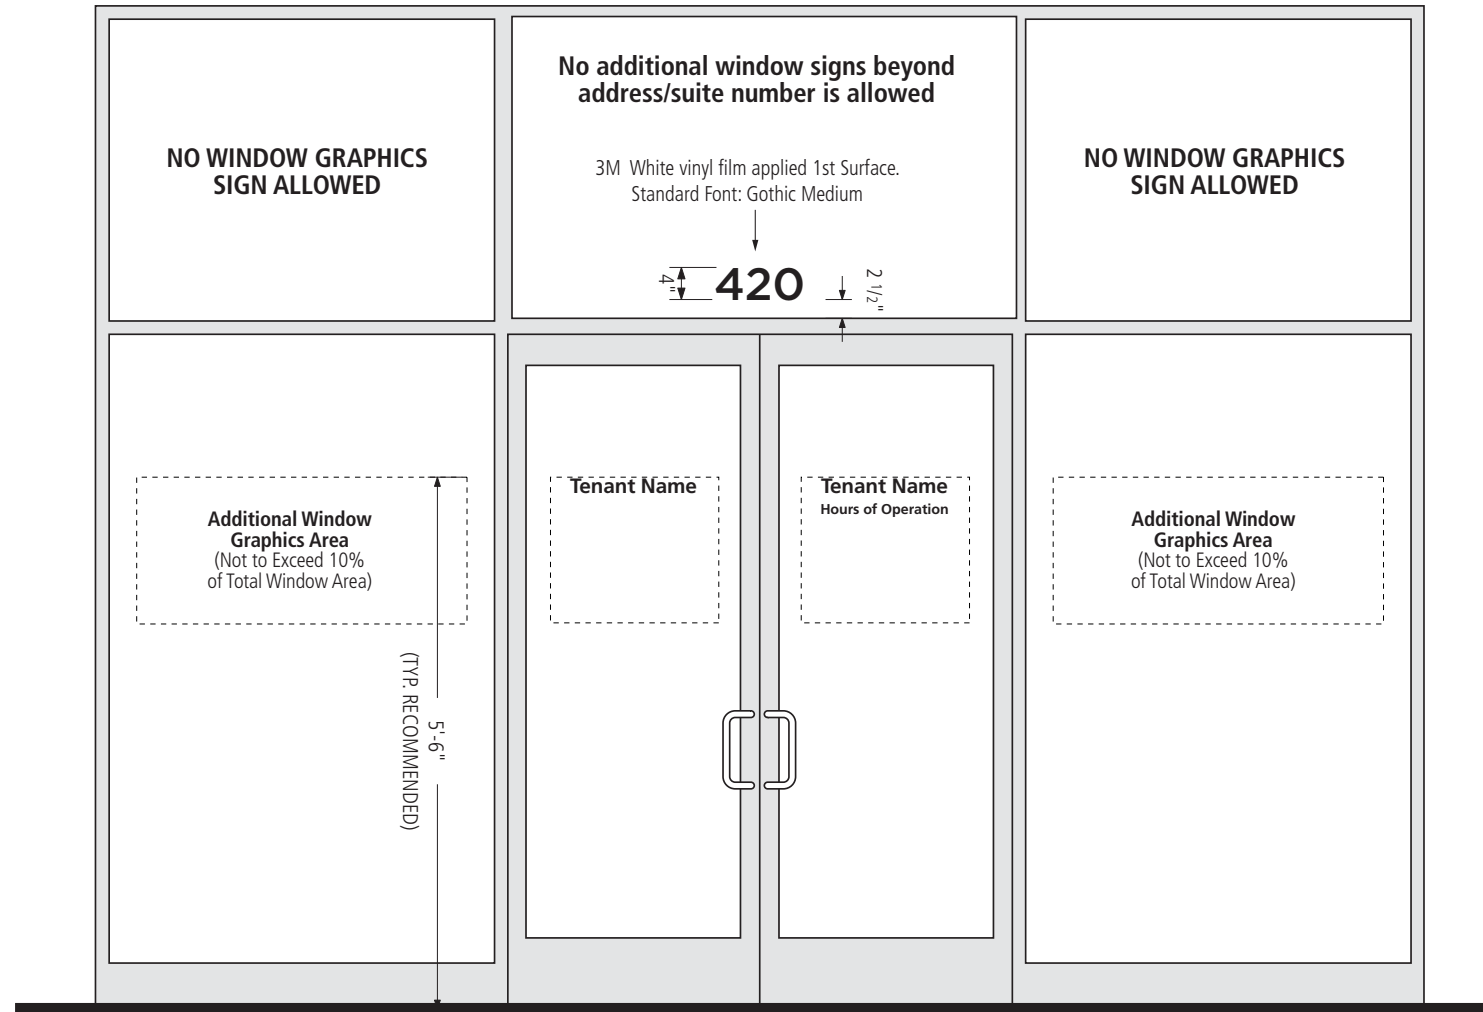 No additional window signs beyond
address/suite number is allowed
NO WINDOW GRAPHICS
SIGN ALLOWED
3M White vinyl film applied 1st Surface.
Standard Font: Gothic Medium
NO WINDOW GRAPHICS
SIGN ALLOWED
4"
420
2 1/2"
Additional Window
Graphics Area
(Not to Exceed 10%
of Total Window Area)
Tenant Name
Tenant Name
Hours of Operation
Additional Window
Graphics Area
(Not to Exceed 10%
of Total Window Area)
5'-6"
(TYP. RECOMMENDED)